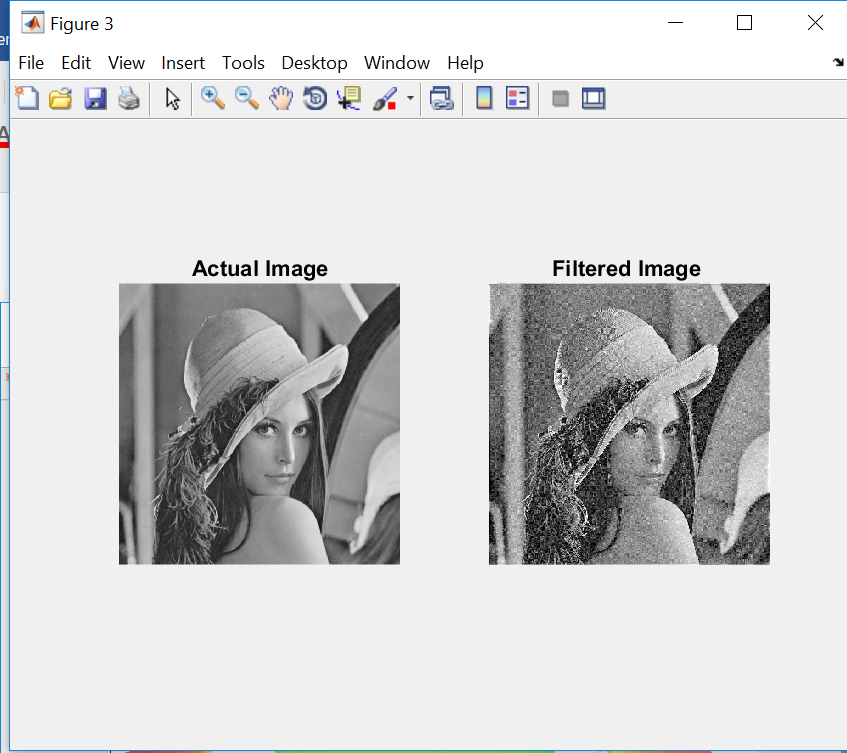 Figure 3
File Edit View Insert Tools Desktop Window Help
Actual Image
Filtered Image